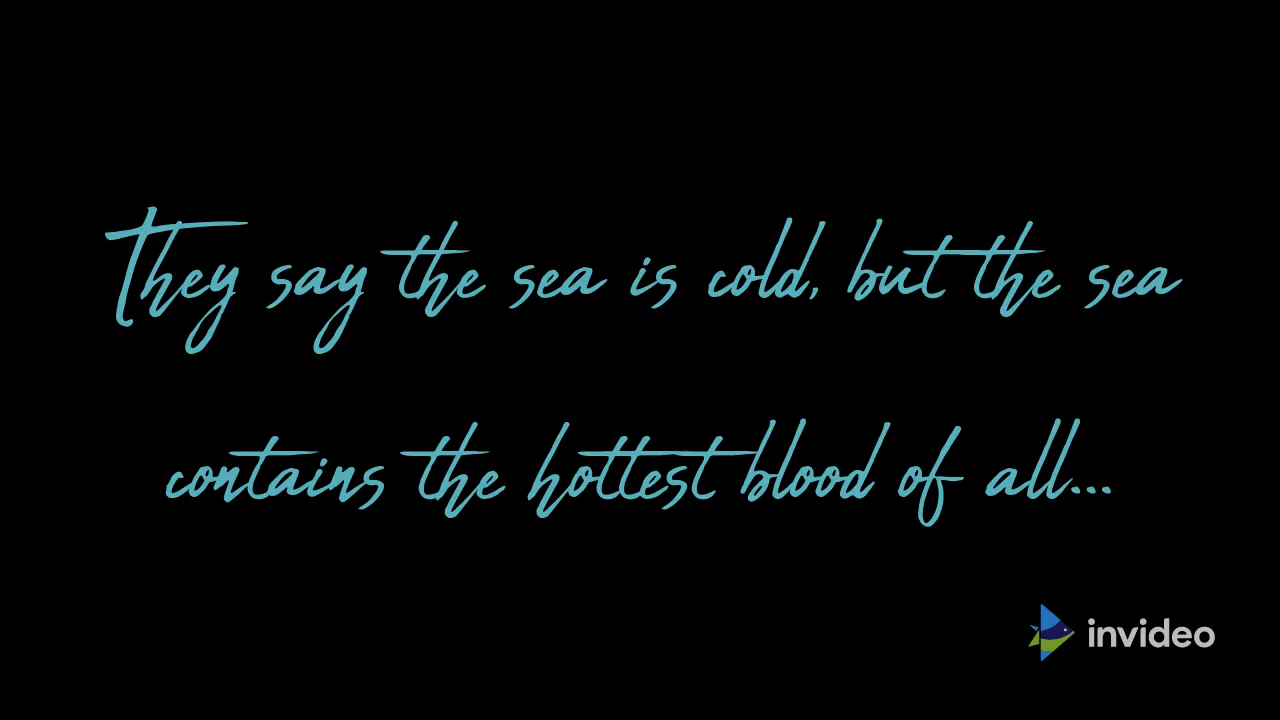 They say the sea is cold, but the sea
contains the hottest blood of all...
invideo